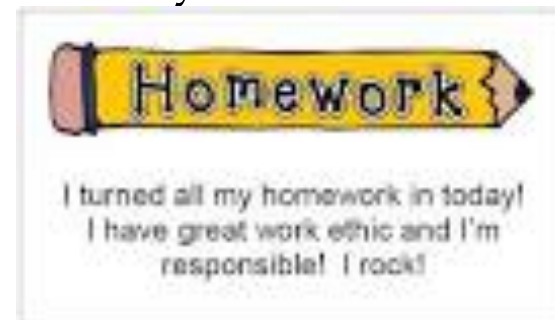 Homework
I turned all my homework in today!
I have great work ethic and I'm
responsible! I rock!